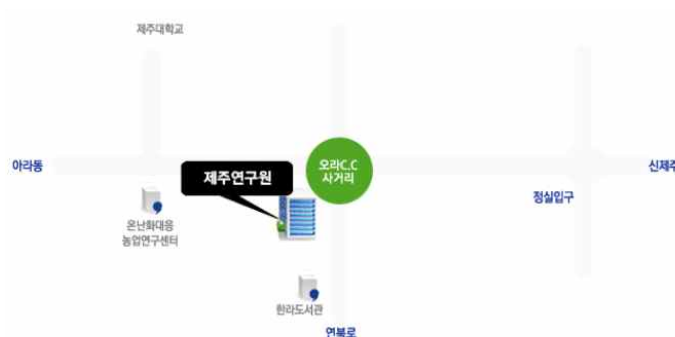 제주대학교
아라동
오라C.C
사거리
신제주
제주연구원
정실입구
온난화대응
농업연구센터
한라도서관
연북로